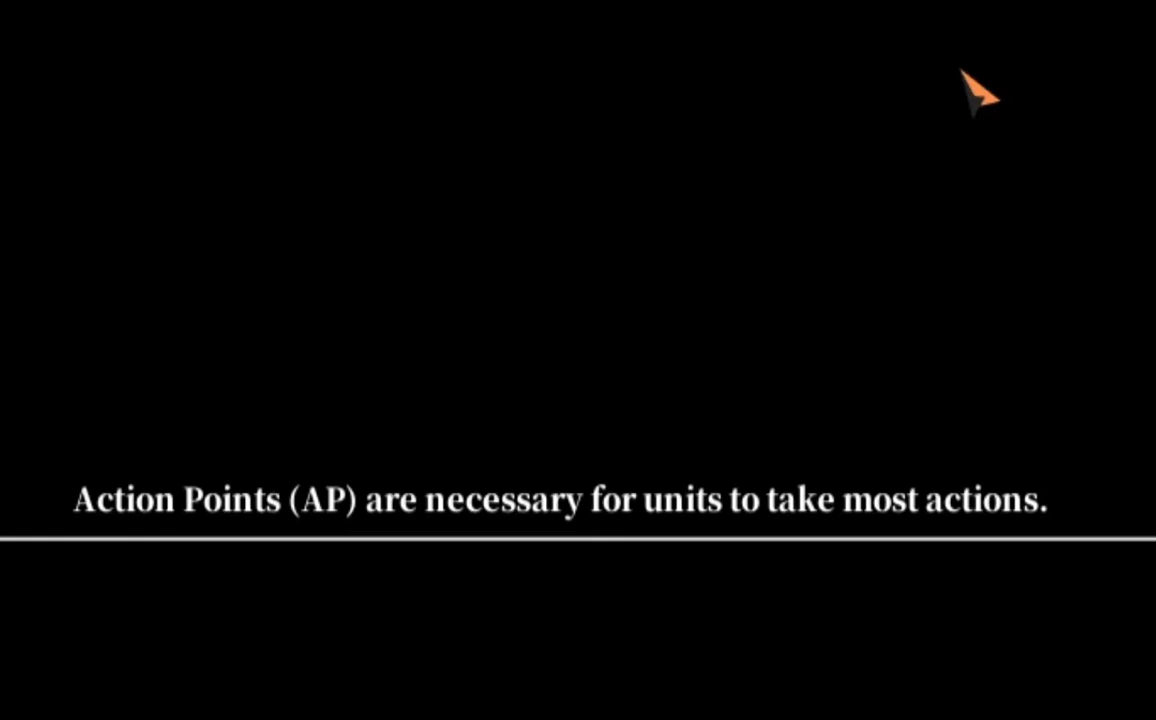 Action Points (AP) are necessary for units to take most actions.